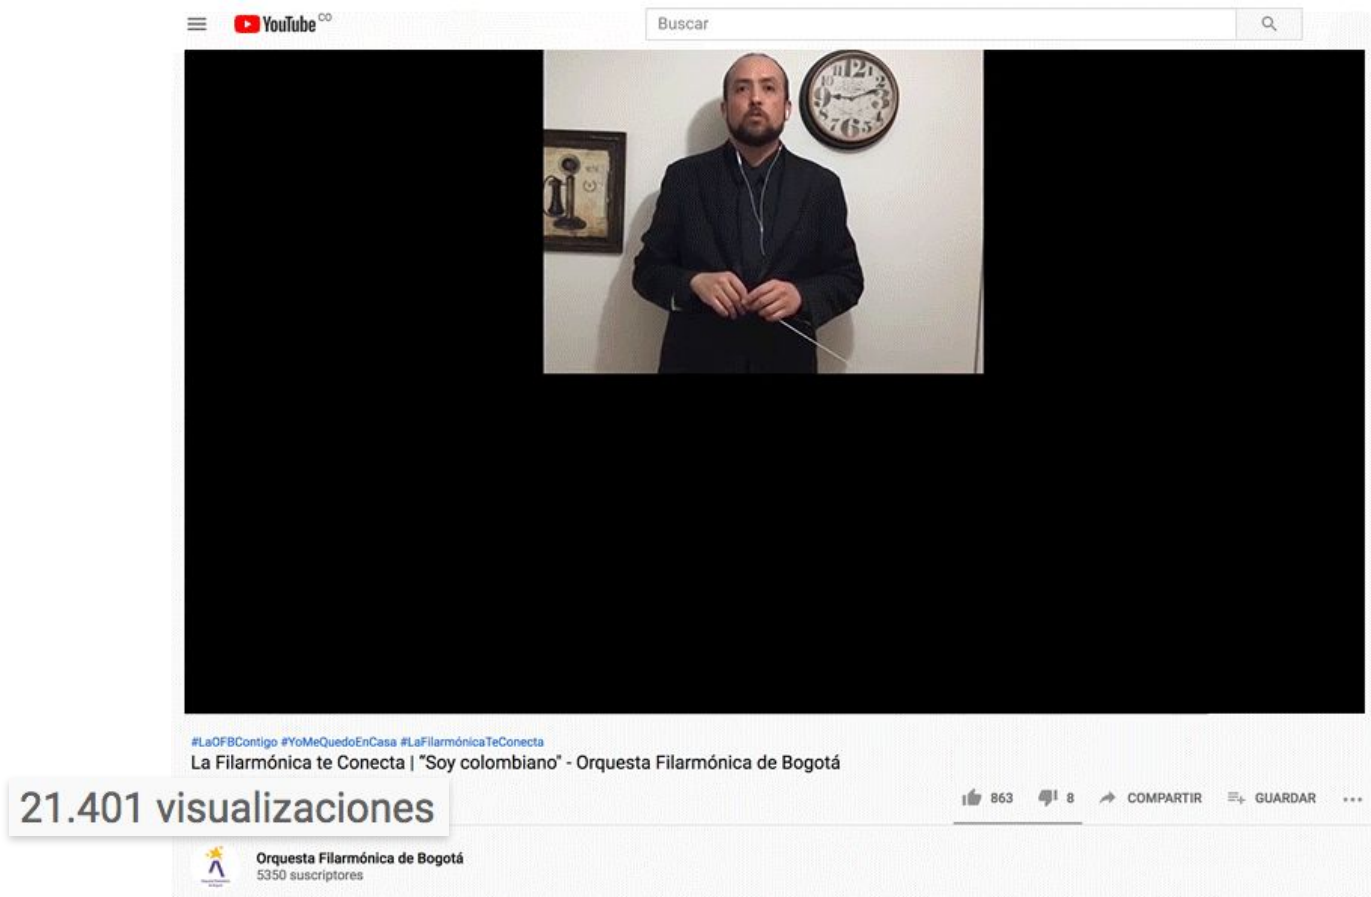 YouTube CO
Buscar
#LaOFBContigo #YoMeQuedoEnCasa #LaFilarmónicaTeConecta
La Filarmónica te Conecta | "Soy colombiano" - Orquesta Filarmónica de Bogotá
21.401 visualizaciones
863 8 COMPARTIR GUARDAR
Orquesta Filarmónica de Bogotá
5350 suscriptores